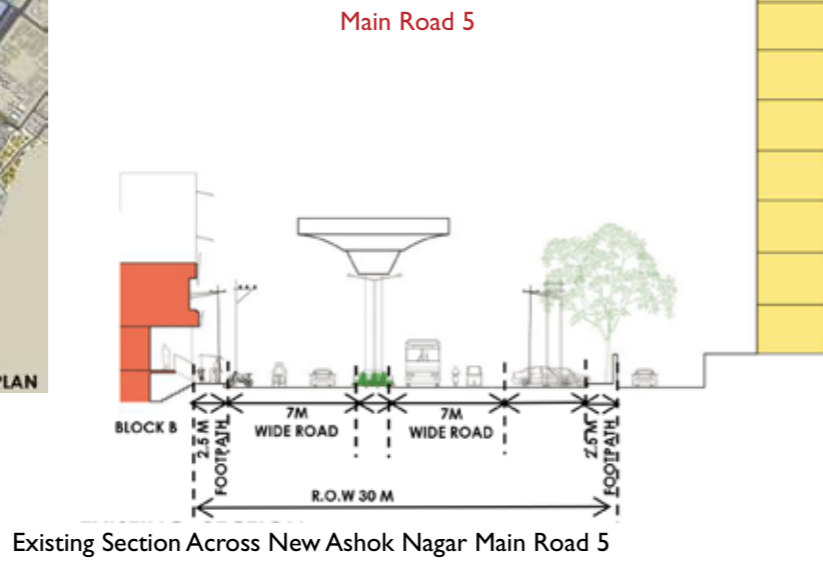 Main Road 5
PLAN
BLOCK B
2.5 M
FOOTPATH
7M
WIDE ROAD
7M
WIDE ROAD
2.5 M
FOOTPATH
R.O.W 30 M
Existing Section Across New Ashok Nagar Main Road 5